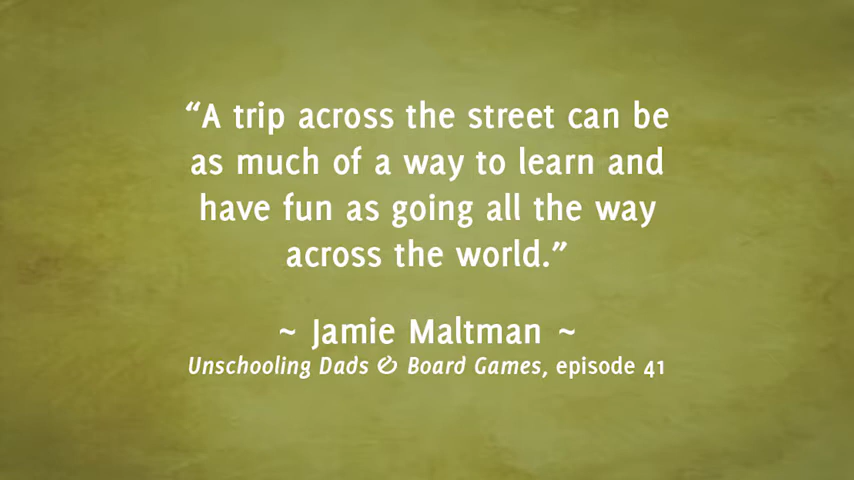 “A trip across the street can be
as much of a way to learn and
have fun as going all the way
across the world.”
~ Jamie Maltman ~
Unschooling Dads & Board Games, episode 41